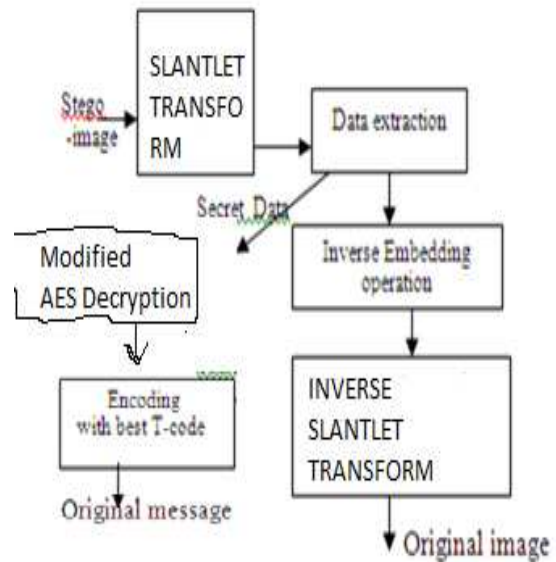 SLANTLET
TRANSFO
RM
Stego
-image
Data extraction
Secret Data
Modified
AES Decryption
Inverse Embedding
operation
Encoding
with best T-code
INVERSE
SLANTLET
TRANSFORM
Original message
Original image